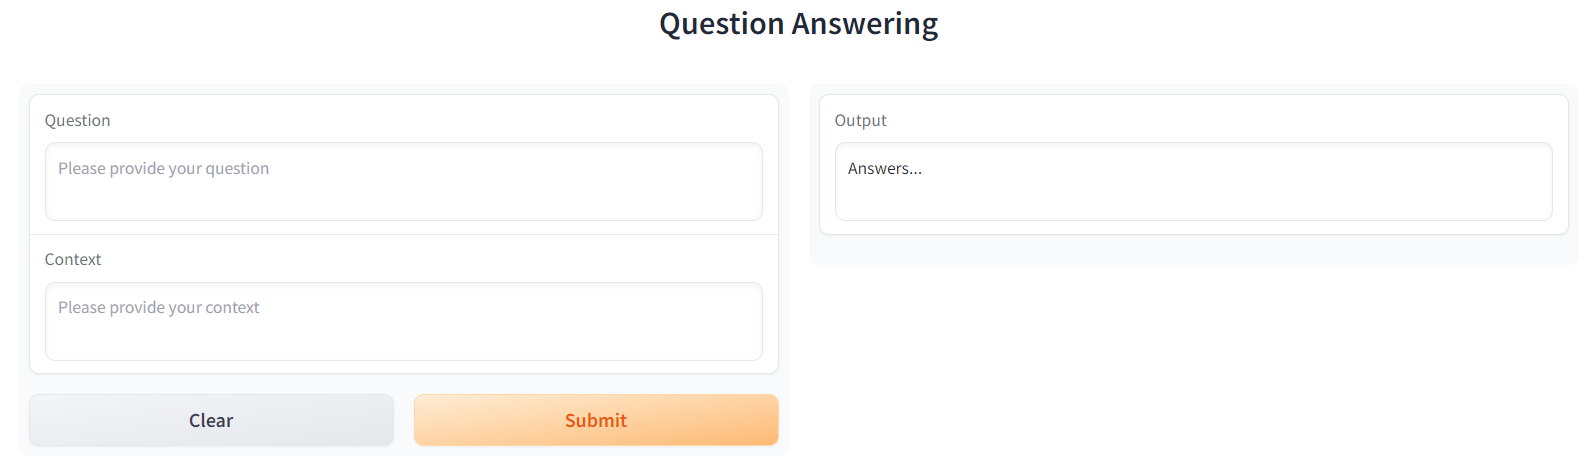 Question Answering
Question
Please provide your question
Context
Please provide your context
Clear
Submit
Output
Answers...